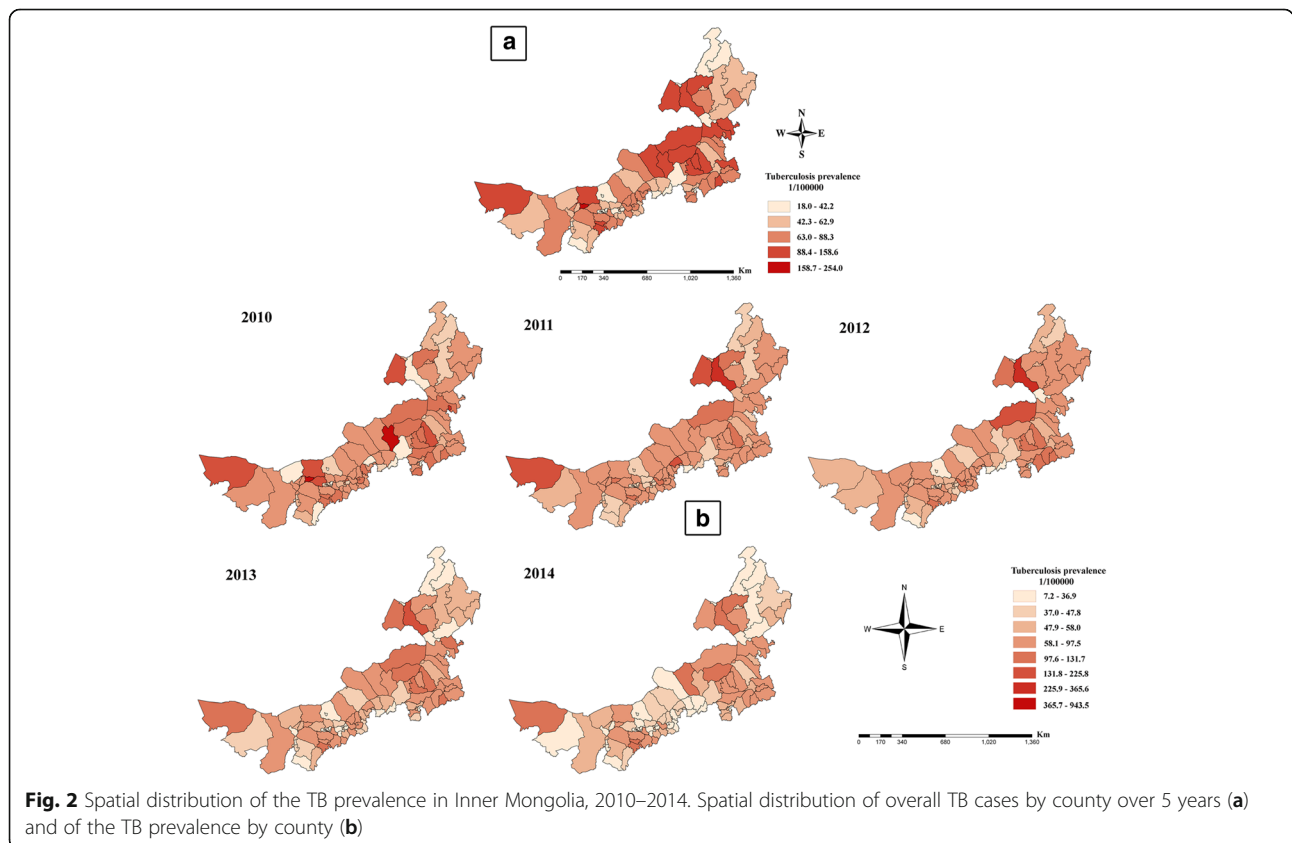 a
N
W E
S
Tuberculosis prevalence
1/100000
18.0 - 42.2
42.3 - 62.9
63.0 - 88.3
88.4 - 158.6
158.7 - 254.0
Km
0 170 340 680 1,020 1,360
2010
2011
2012
b
2013
2014
N
W E
S
Tuberculosis prevalence
1/100000
7.2 - 36.9
37.0 - 47.8
47.9 - 58.0
58.1 - 97.5
97.6 - 131.7
131.8 - 225.8
225.9 - 365.6
365.7 - 943.5
Km
0 170 340 680 1,020 1,360
Fig. 2 Spatial distribution of the TB prevalence in Inner Mongolia, 2010–2014. Spatial distribution of overall TB cases by county over 5 years (a)
and of the TB prevalence by county (b)